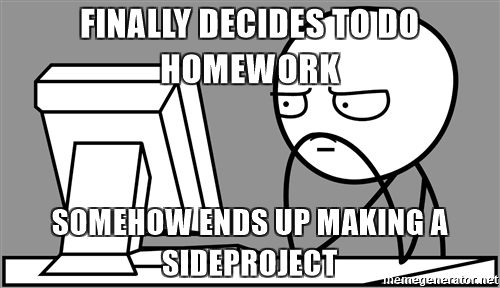 FINALLY DECIDES TO DO
HOMEWORK
SOMEHOW ENDS UP MAKING A
SIDEPROJECT
memegenerator.net